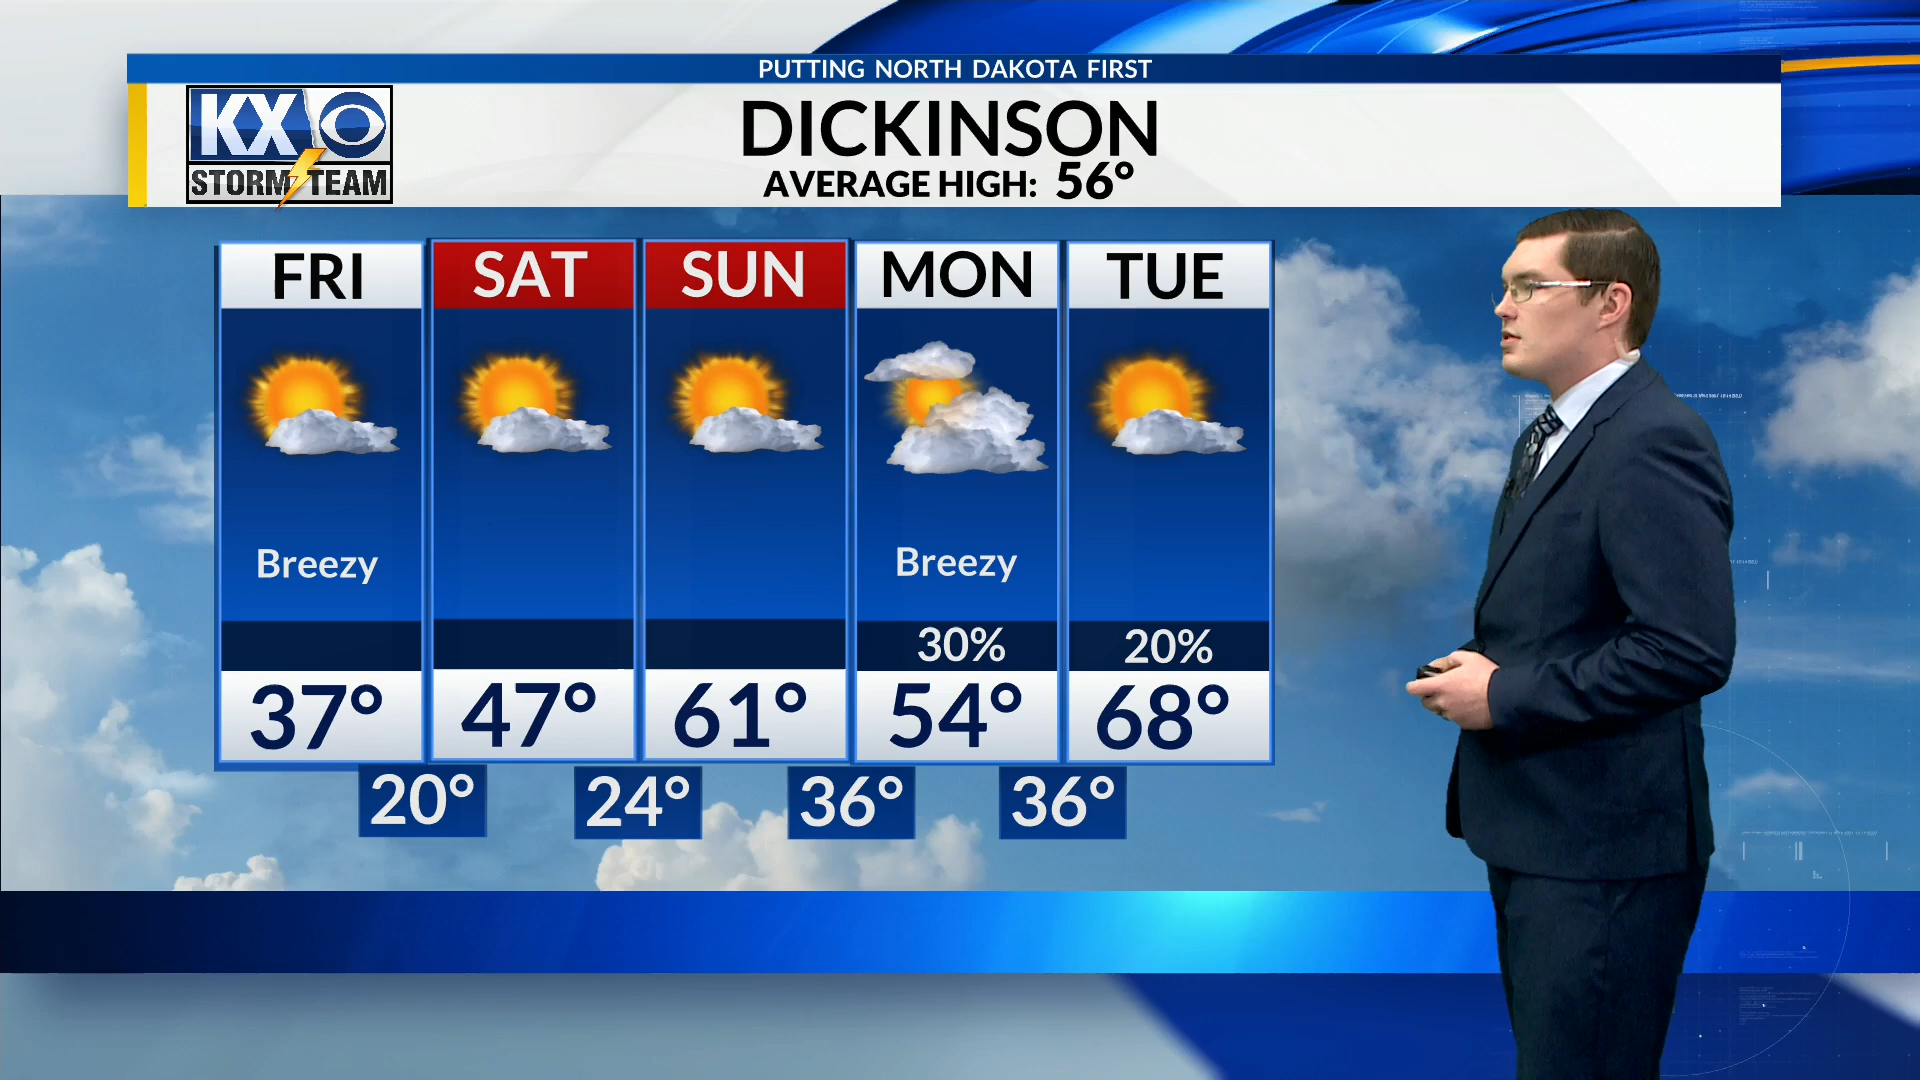 PUTTING NORTH DAKOTA FIRST
KX
STORM TEAM
DICKINSON
AVERAGE HIGH: 56°
FRI SAT SUN MON TUE
Breezy Breezy
30% 20%
37° 47° 61° 54° 68°
20° 24° 36° 36°